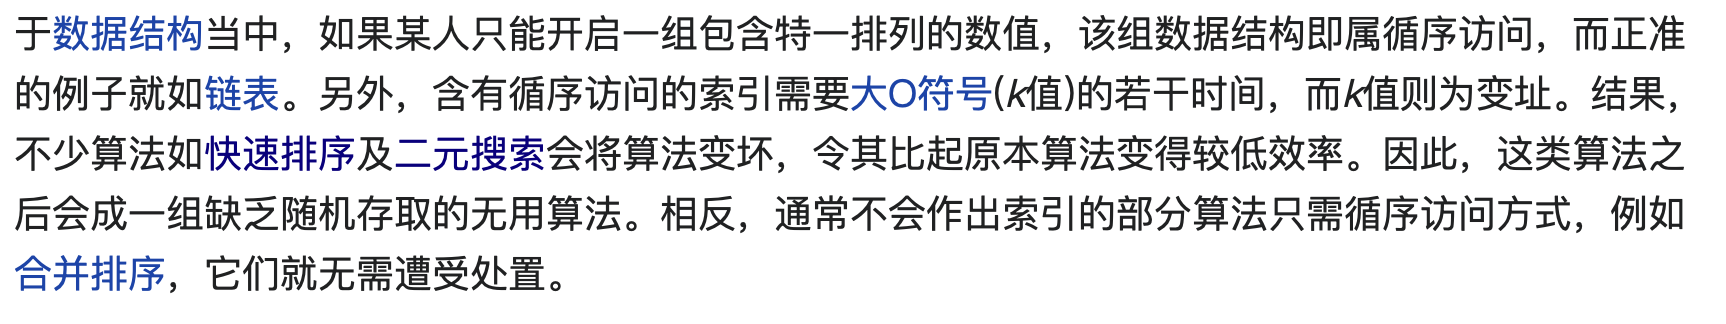 于数据结构当中，如果某人只能开启一组包含特一排列的数值，该组数据结构即属循序访问，而正准
的例子就如链表。另外，含有循序访问的索引需要大O符号(k值)的若干时间，而k值则为变址。结果，
不少算法如快速排序及二元搜索会将算法变坏，令其比起原本算法变得较低效率。因此，这类算法之
后会成一组缺乏随机存取的无用算法。相反，通常不会作出索引的部分算法只需循序访问方式，例如
合并排序，它们就无需遭受处置。